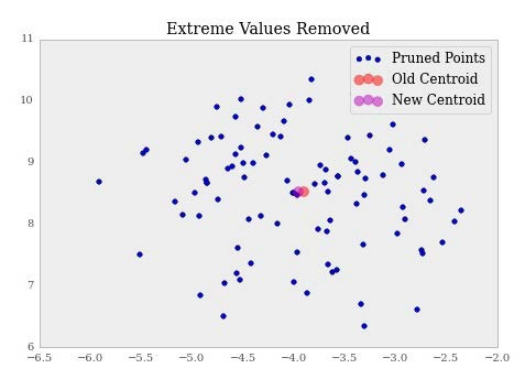 Extreme Values Removed
11
10
9
8
7
6
Pruned Points
Old Centroid
New Centroid
−6.5 −6.0 −5.5 −5.0 −4.5 −4.0 −3.5 −3.0 −2.5 −2.0